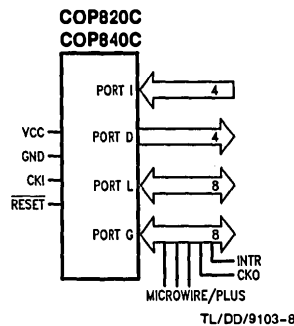 COP820C
COP840C
PORT I
4
VCC
PORT D
4
GND
CKI
PORT L
8
RESET
PORT G
8
INTR
CKO
MICROWIRE/PLUS
TL/DD/9103-8